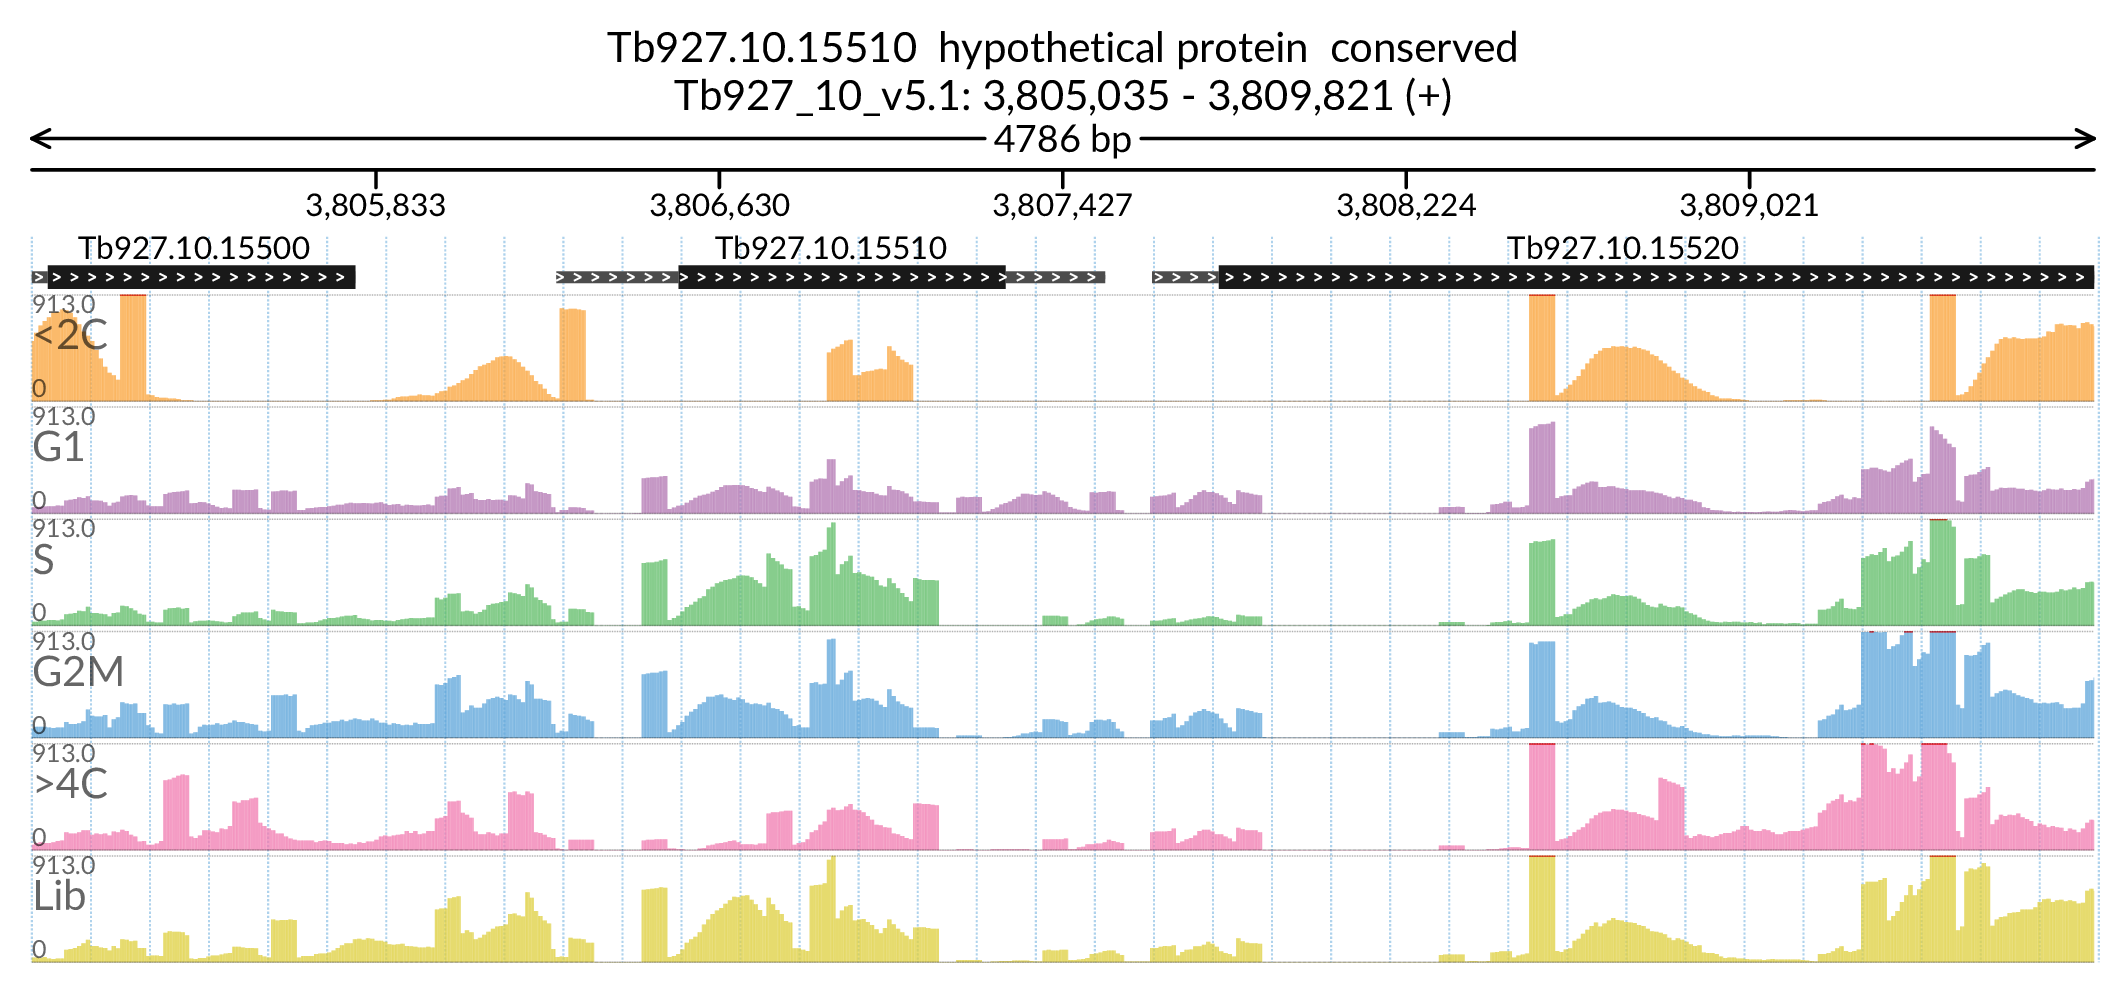 Tb927.10.15510 hypothetical protein conserved
Tb927_10_v5.1: 3,805,035 - 3,809,821 (+)
4786 bp
3,805,833 3,806,630 3,807,427 3,808,224 3,809,021
Tb927.10.15500 Tb927.10.15510 Tb927.10.15520
913.0
<2C
0
913.0
G1
0
913.0
S
0
913.0
G2M
0
913.0
>4C
0
913.0
Lib
0